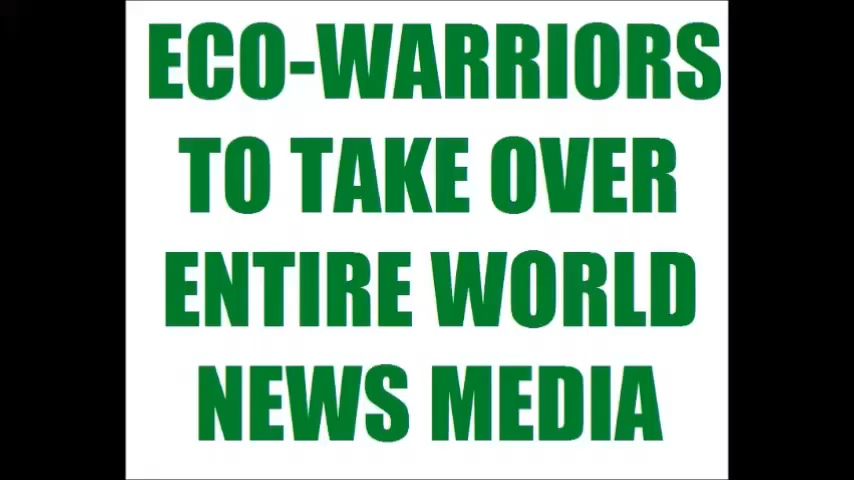 ECO-WARRIORS
TO TAKE OVER
ENTIRE WORLD
NEWS MEDIA